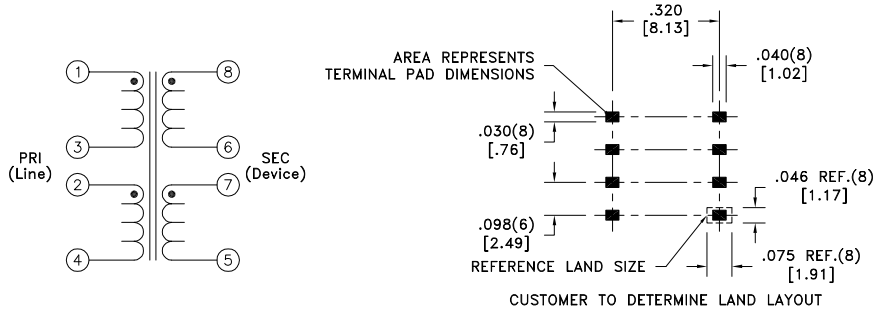 1
3
2
4
PRI
(Line)
8
6
7
5
SEC
(Device)
.320
[8.13]
AREA REPRESENTS
TERMINAL PAD DIMENSIONS
.040(8)
[1.02]
.030(8)
[.76]
.046 REF.(8)
[1.17]
.098(6)
[2.49]
.075 REF.(8)
[1.91]
REFERENCE LAND SIZE
CUSTOMER TO DETERMINE LAND LAYOUT